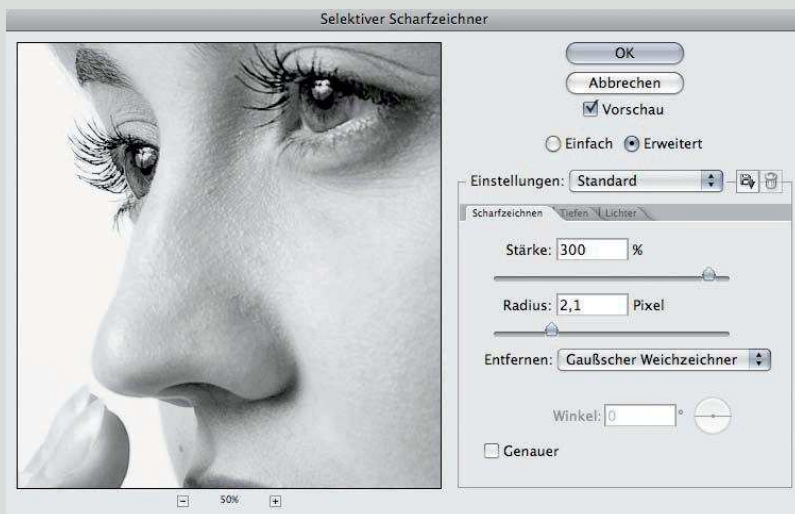 Selektiver Scharfzeichner
OK
Abbrechen
Vorschau
Einfach Erweitert
Einstellungen: Standard
Scharfzeichnen Tiefen Lichter
Stärke: 300 %
Radius: 2,1 Pixel
Entfernen: Gaußscher Weichzeichner
Winkel: 0 °
Genauer
50%